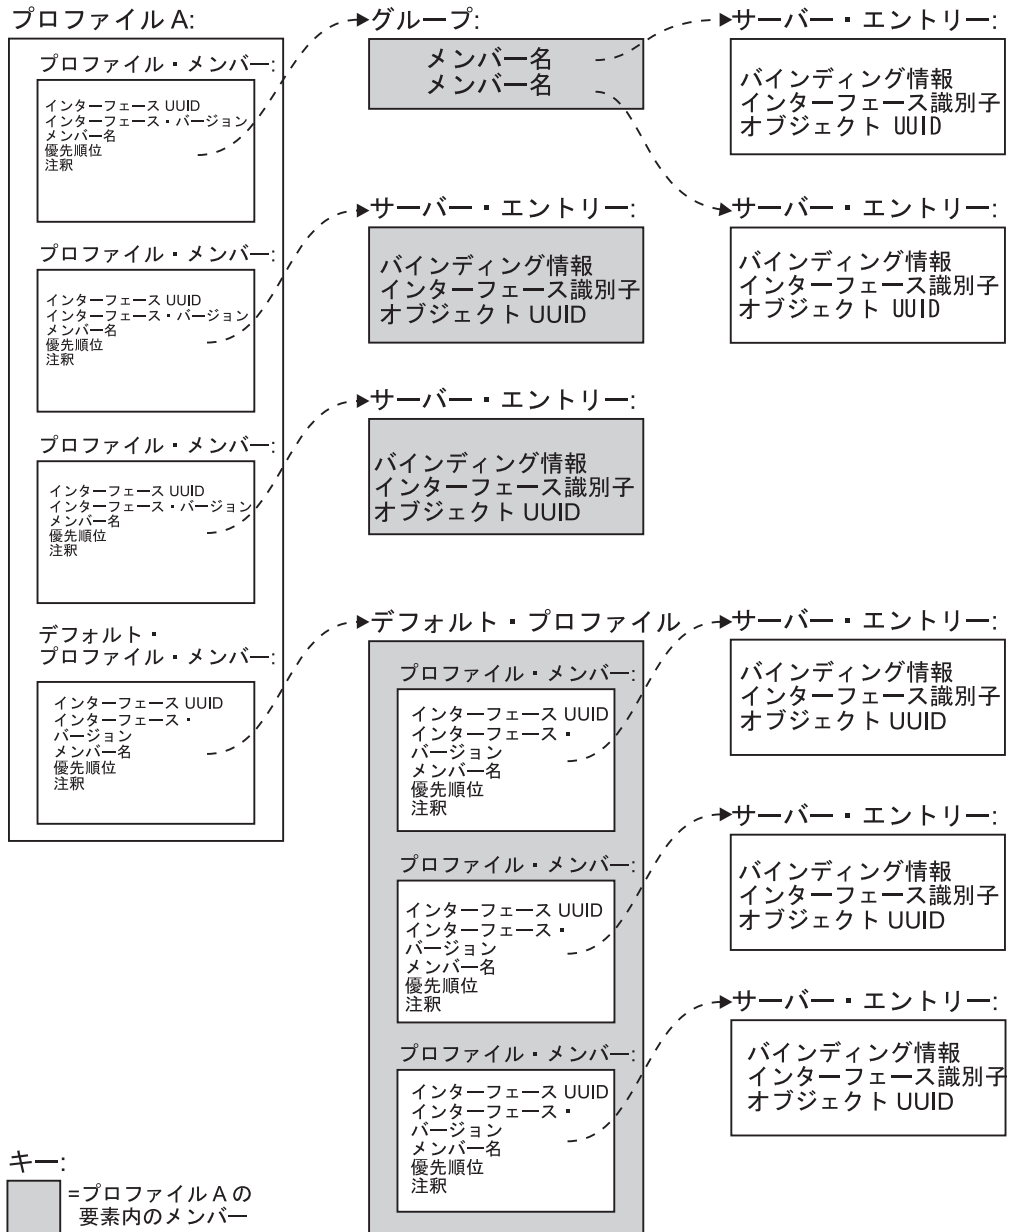 プロファイル A:
プロファイル・メンバー:
インターフェース UUID
インターフェース・バージョン
メンバー名
優先順位
注釈
プロファイル・メンバー:
インターフェース UUID
インターフェース・バージョン
メンバー名
優先順位
注釈
プロファイル・メンバー:
インターフェース UUID
インターフェース・バージョン
メンバー名
優先順位
注釈
デフォルト・
プロファイル・メンバー:
インターフェース UUID
インターフェース・
バージョン
メンバー名
優先順位
注釈
グループ:
メンバー名
メンバー名
サーバー・エントリー:
バインディング情報
インターフェース識別子
オブジェクト UUID
サーバー・エントリー:
バインディング情報
インターフェース識別子
オブジェクト UUID
デフォルト・プロファイル
プロファイル・メンバー:
インターフェース UUID
インターフェース・
バージョン
メンバー名
優先順位
注釈
プロファイル・メンバー:
インターフェース UUID
インターフェース・
バージョン
メンバー名
優先順位
注釈
プロファイル・メンバー:
インターフェース UUID
インターフェース・
バージョン
メンバー名
優先順位
注釈
サーバー・エントリー:
バインディング情報
インターフェース識別子
オブジェクト UUID
サーバー・エントリー:
バインディング情報
インターフェース識別子
オブジェクト UUID
サーバー・エントリー:
バインディング情報
インターフェース識別子
オブジェクト UUID
サーバー・エントリー:
バインディング情報
インターフェース識別子
オブジェクト UUID
サーバー・エントリー:
バインディング情報
インターフェース識別子
オブジェクト UUID
キー:
=プロファイル A の
要素内のメンバー